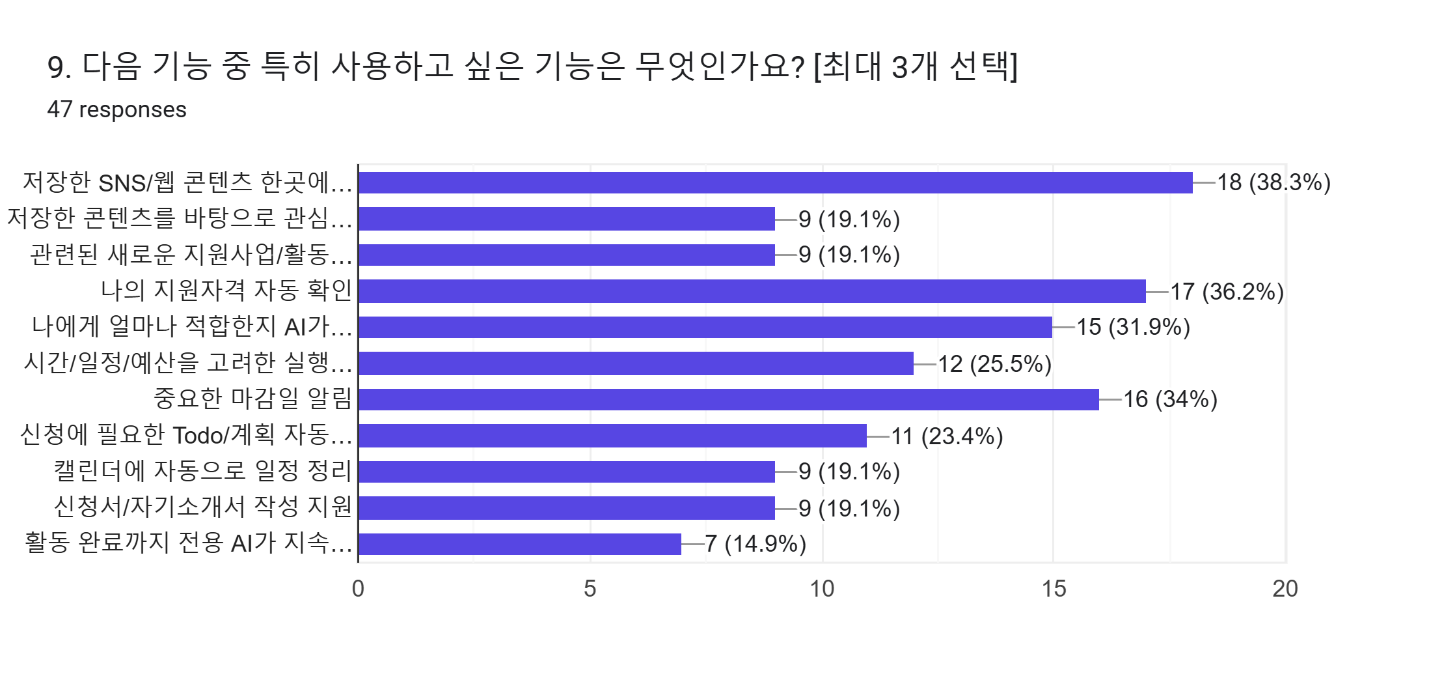 9. 다음 기능 중 특히 사용하고 싶은 기능은 무엇인가요? [최대 3개 선택]
47 responses
저장한 SNS/웹 콘텐츠 한곳에… 18 (38.3%)
저장한 콘텐츠를 바탕으로 관심… 9 (19.1%)
관련된 새로운 지원사업/활동… 9 (19.1%)
나의 지원자격 자동 확인 17 (36.2%)
나에게 얼마나 적합한지 AI가… 15 (31.9%)
시간/일정/예산을 고려한 실행… 12 (25.5%)
중요한 마감일 알림 16 (34%)
신청에 필요한 Todo/계획 자동… 11 (23.4%)
캘린더에 자동으로 일정 정리 9 (19.1%)
신청서/자기소개서 작성 지원 9 (19.1%)
활동 완료까지 전용 AI가 지속… 7 (14.9%)
0 5 10 15 20